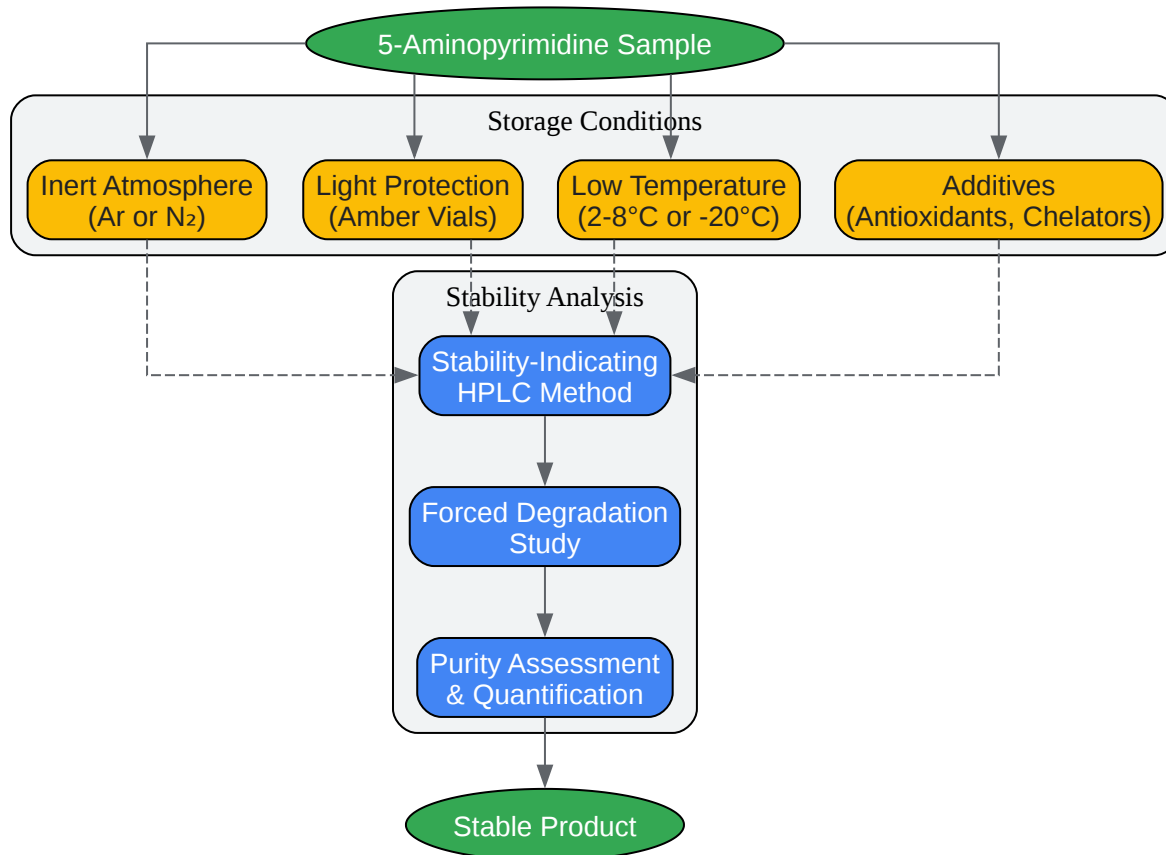 5-Aminopyrimidine Sample
Storage Conditions
Inert Atmosphere
(Ar or N₂)
Light Protection
(Amber Vials)
Low Temperature
(2-8°C or -20°C)
Additives
(Antioxidants, Chelators)
Stability Analysis
Stability-Indicating
HPLC Method
Forced Degradation
Study
Purity Assessment
& Quantification
Stable Product